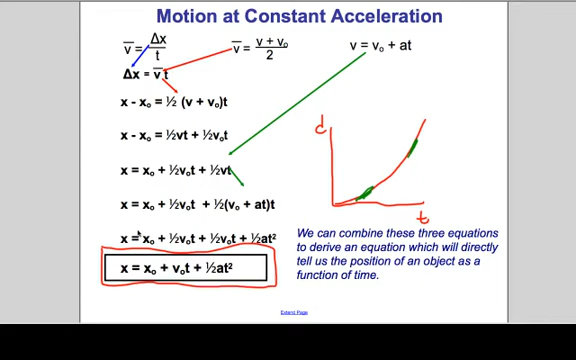 Motion at Constant Acceleration
v̅ = Δx / t
v̅ = v + v₀ / 2
v = v₀ + at
Δx = v̅ t
x - x₀ = ½ (v + v₀)t
x - x₀ = ½vt + ½v₀t
x = x₀ + ½v₀t + ½vt
x = x₀ + ½v₀t + ½(v₀ + at)t
x = x₀ + ½v₀t + ½v₀t + ½at²
x = x₀ + v₀t + ½at²
d
t
We can combine these three equations
to derive an equation which will directly
tell us the position of an object as a
function of time.
Extend Page